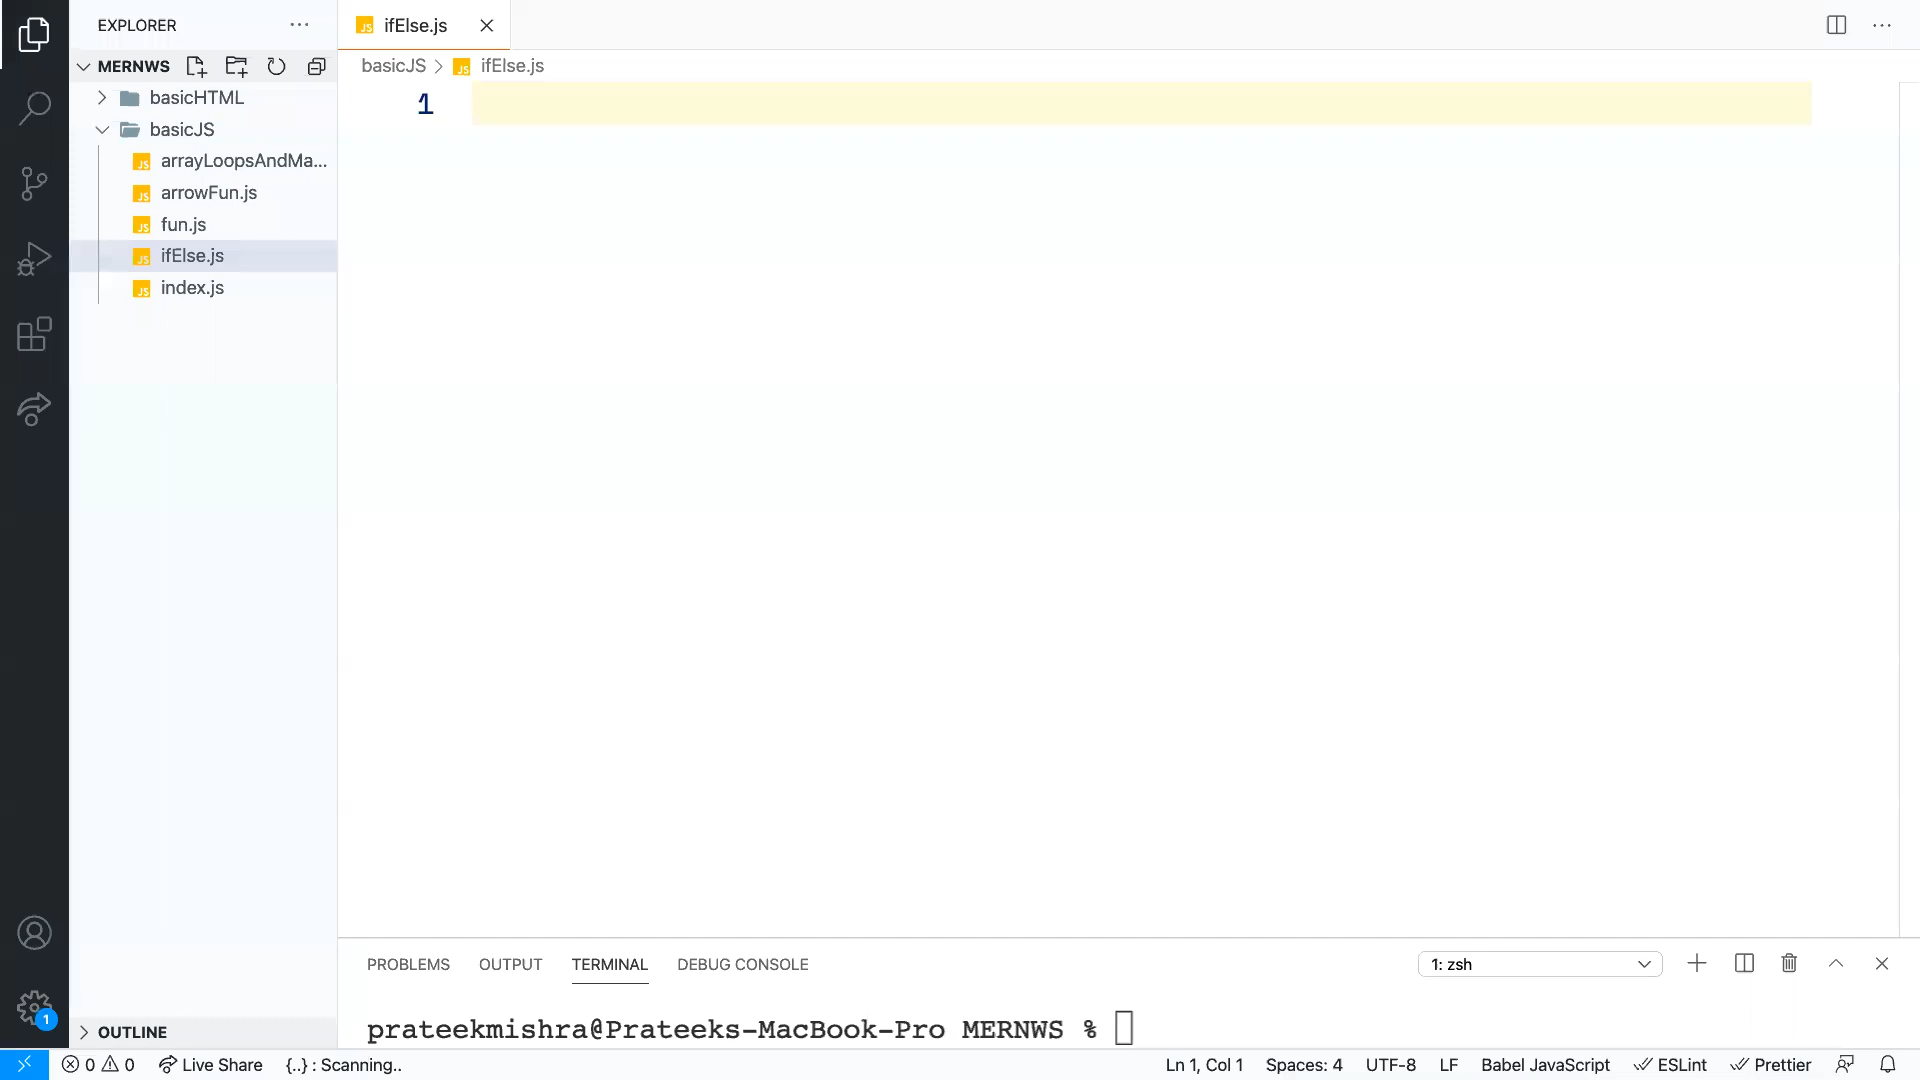 EXPLORER
ifElse.js
MERNWS
basicJS > ifElse.js
basicHTML
1
basicJS
arrayLoopsAndMa...
arrowFun.js
fun.js
ifElse.js
index.js
PROBLEMS OUTPUT TERMINAL DEBUG CONSOLE 1: zsh
prateekmishra@Prateeks-MacBook-Pro MERNWS %
1
OUTLINE
0 0 Live Share {..} : Scanning.. Ln 1, Col 1 Spaces: 4 UTF-8 LF Babel JavaScript ESLint Prettier